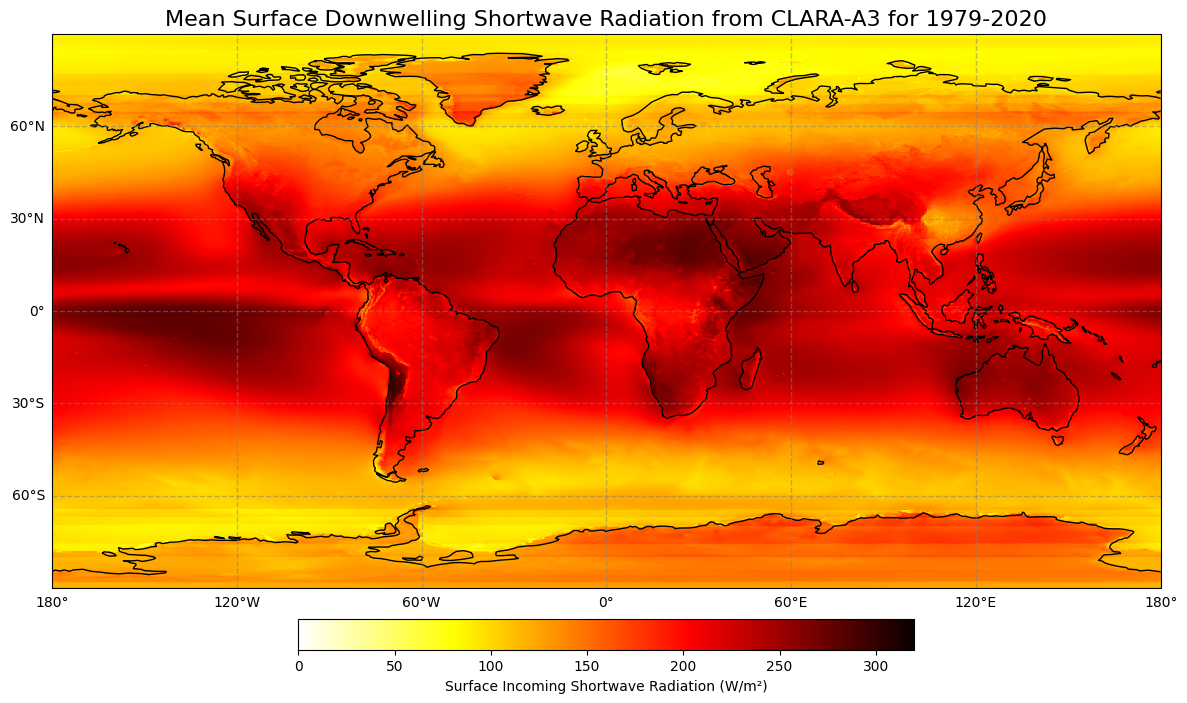 Mean Surface Downwelling Shortwave Radiation from CLARA-A3 for 1979-2020
60°N
30°N
0°
30°S
60°S
180° 120°W 60°W 0° 60°E 120°E 180°
0 50 100 150 200 250 300
Surface Incoming Shortwave Radiation (W/m²)